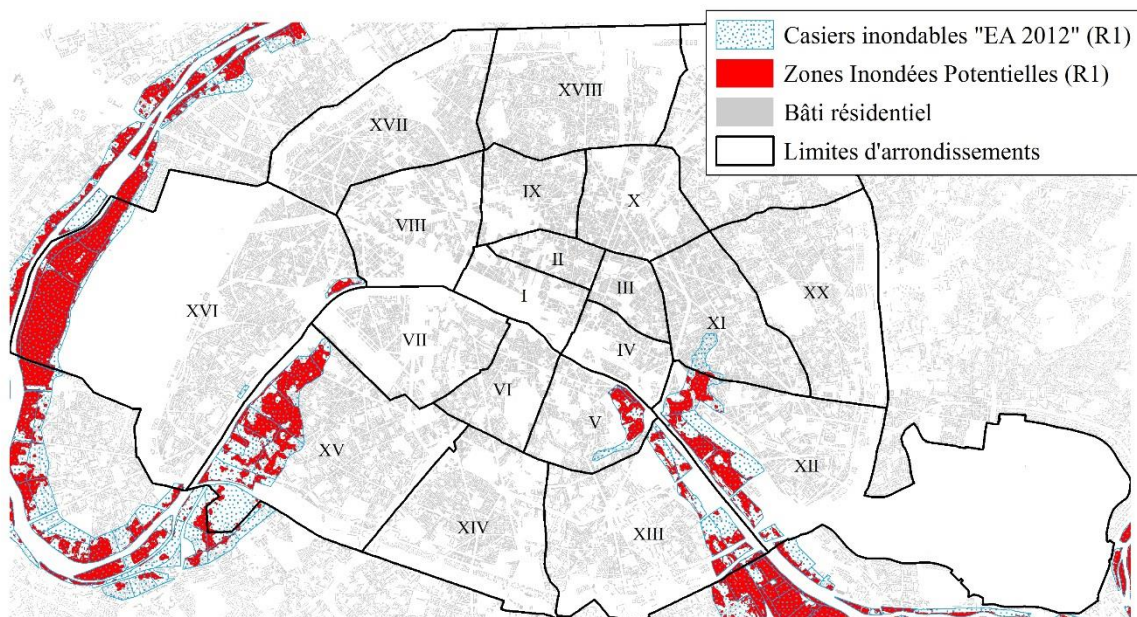 Casiers inondables "EA 2012" (R1)
Zones Inondées Potentielles (R1)
Bâti résidentiel
Limites d'arrondissements
XVIII
XVII
IX
X
VIII
II
III
I
XX
XVI
XI
VII
IV
VI
V
XV
XII
XIV
XIII